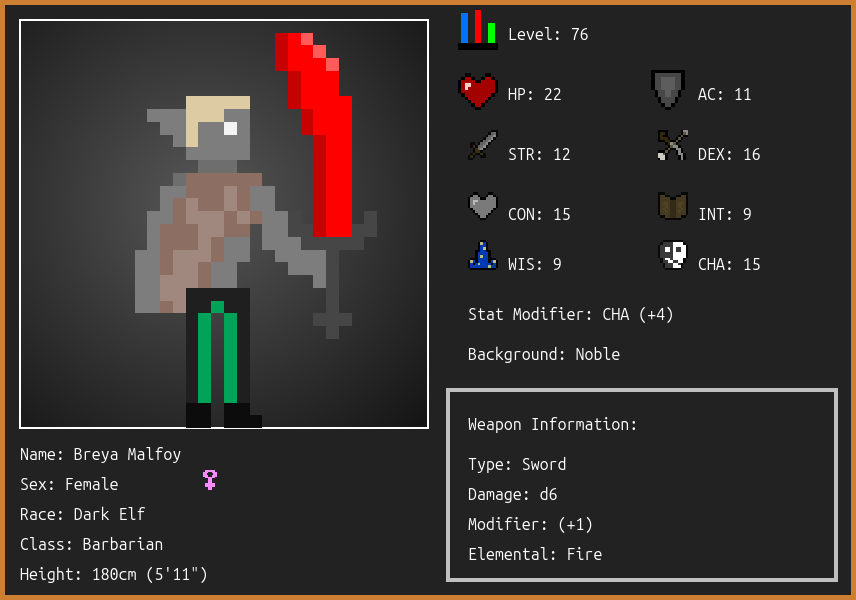 Level: 76
HP: 22
AC: 11
STR: 12
DEX: 16
CON: 15
INT: 9
WIS: 9
CHA: 15
Stat Modifier: CHA (+4)
Background: Noble
Weapon Information:
Type: Sword
Damage: d6
Modifier: (+1)
Elemental: Fire
Name: Breya Malfoy
Sex: Female
Race: Dark Elf
Class: Barbarian
Height: 180cm (5'11")